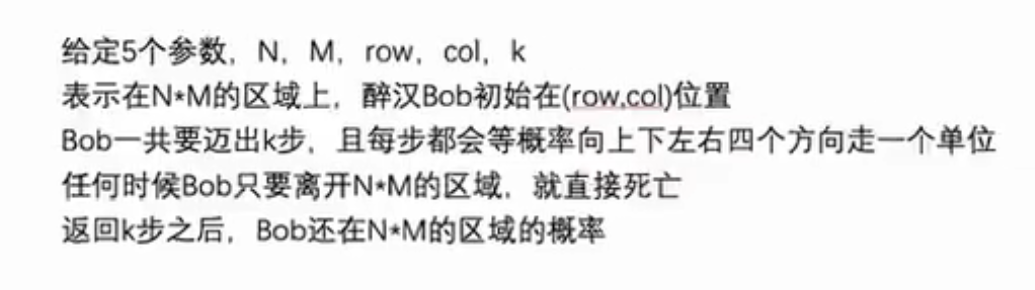 给定5个参数，N，M，row，col，k
表示在N*M的区域上，醉汉Bob初始在(row,col)位置
Bob一共要迈出k步，且每步都会等概率向上下左右四个方向走一个单位
任何时候Bob只要离开N*M的区域，就直接死亡
返回k步之后，Bob还在N*M的区域的概率